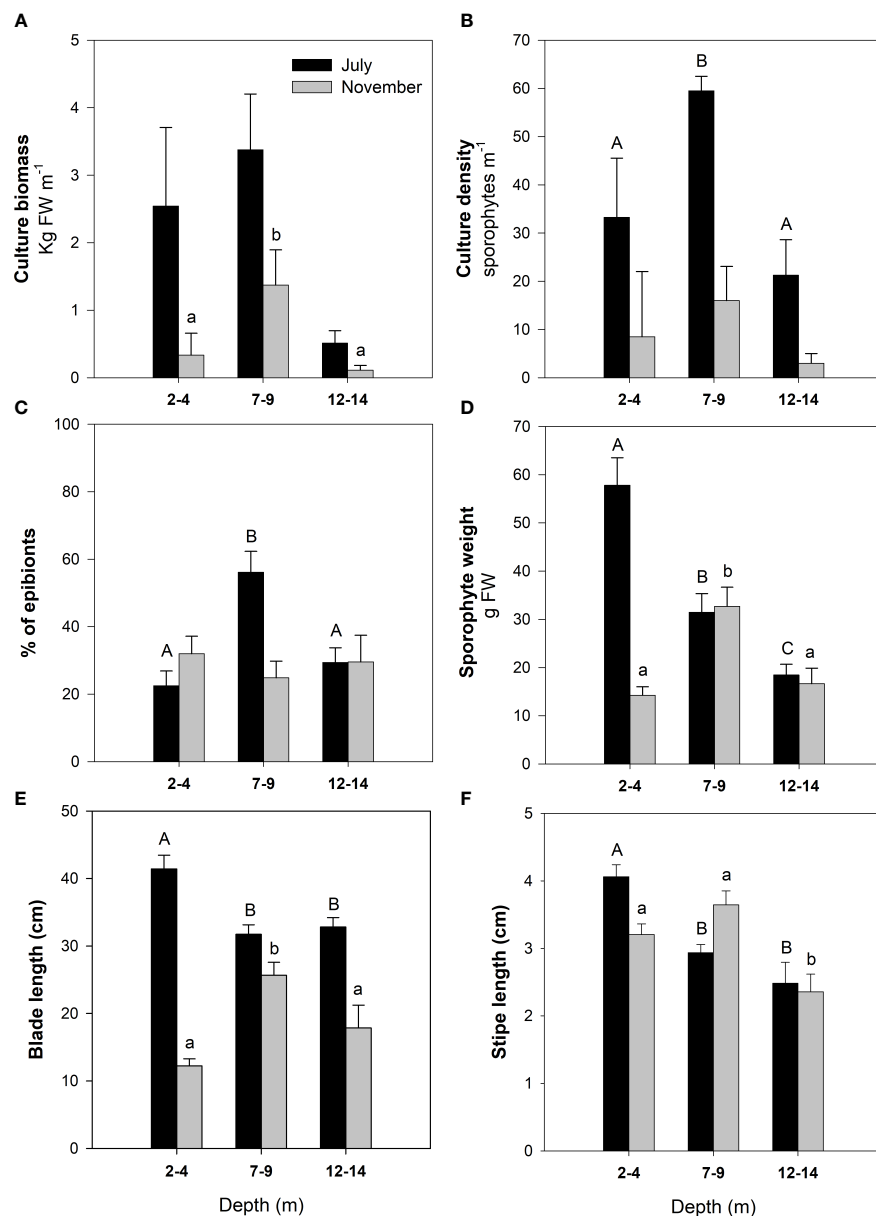 A
Culture biomass
Kg FW m-1
5
4
3
2
1
0
July
November
a
b
a
2-4
7-9
12-14
B
Culture density
sporophytes m-1
70
60
50
40
30
20
10
0
A
B
A
2-4
7-9
12-14
C
% of epibionts
100
80
60
40
20
0
A
B
A
2-4
7-9
12-14
D
Sporophyte weight
g FW
70
60
50
40
30
20
10
0
A
a
B
b
C
a
2-4
7-9
12-14
E
Blade length (cm)
50
40
30
20
10
0
A
a
B
b
B
a
2-4
7-9
12-14
Depth (m)
F
Stipe length (cm)
5
4
3
2
1
0
A
a
B
a
B
b
2-4
7-9
12-14
Depth (m)